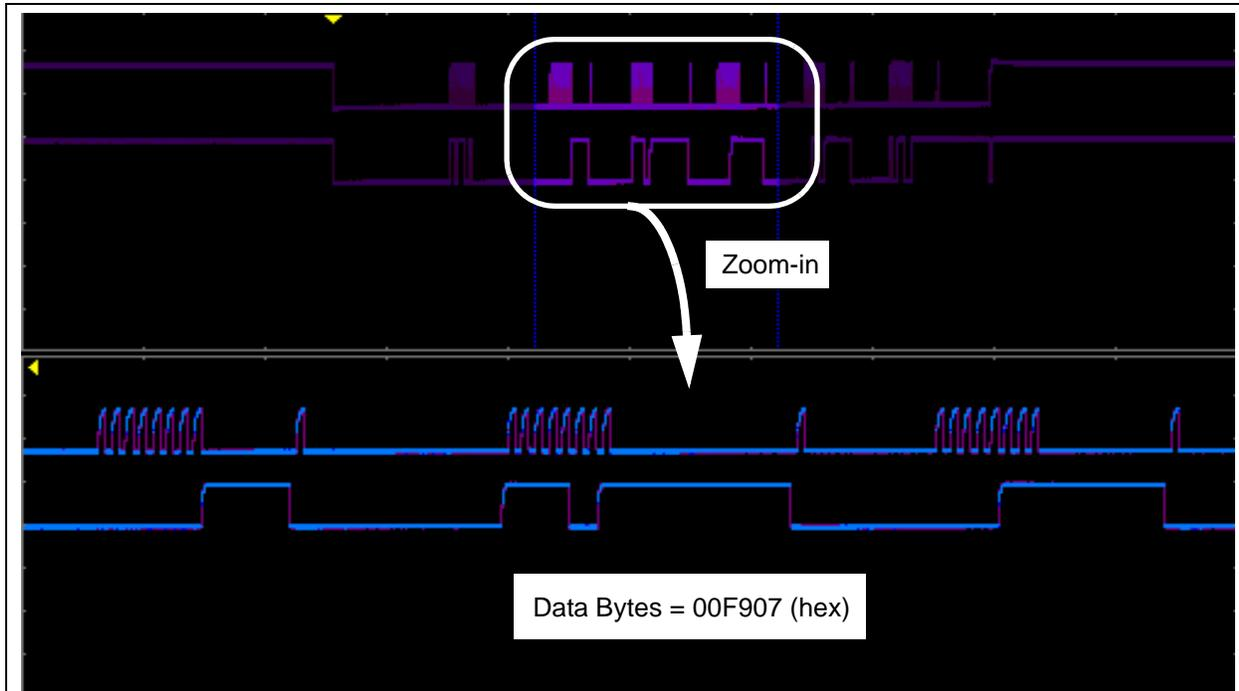 Zoom-in
Data Bytes = 00F907 (hex)